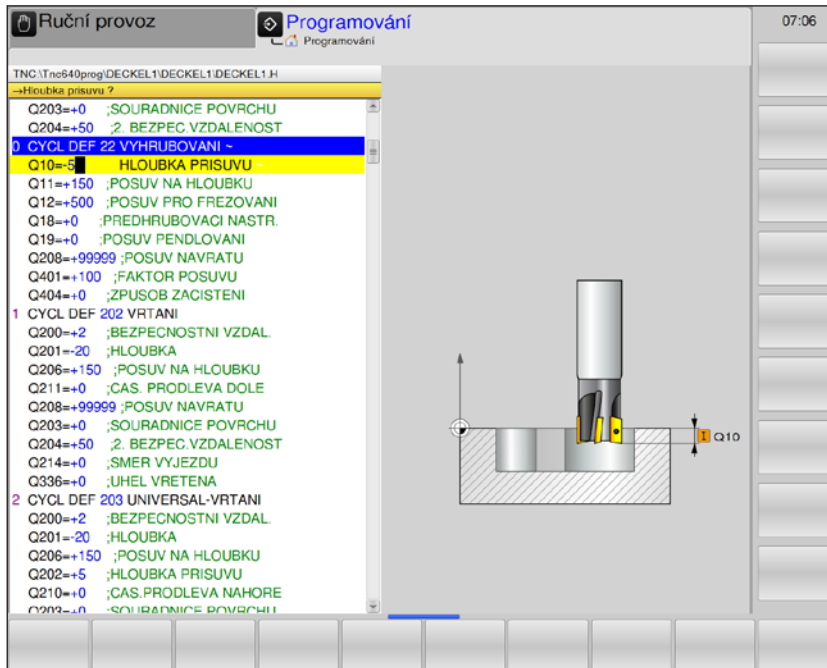 Ruční provoz
Programování
Programování
07:06
TNC:\Tnc640prog\DECKEL1\DECKEL1\DECKEL1.H
→Hloubka prisuvu ?
Q203=+0 ;SOURADNICE POVRCHU
Q204=+50 ;2. BEZPEC.VZDALENOST
0 CYCL DEF 22 VYHRUBOVANI ~
Q10=-5 HLOUBKA PRISUVU ~
Q11=+150 ;POSUV NA HLOUBKU
Q12=+500 ;POSUV PRO FREZOVANI
Q18=+0 ;PREDHRUBOVACI NASTR.
Q19=+0 ;POSUV PENDLOVANI
Q208=+99999 ;POSUV NAVRATU
Q401=+100 ;FAKTOR POSUVU
Q404=+0 ;ZPUSOB ZACISTENI
1 CYCL DEF 202 VRTANI
Q200=+2 ;BEZPECNOSTNI VZDAL.
Q201=-20 ;HLOUBKA
Q206=+150 ;POSUV NA HLOUBKU
Q211=+0 ;CAS. PRODLEVA DOLE
Q208=+99999 ;POSUV NAVRATU
Q203=+0 ;SOURADNICE POVRCHU
Q204=+50 ;2. BEZPEC.VZDALENOST
Q214=+0 ;SMER VYJEZDU
Q336=+0 ;UHEL VRETENA
2 CYCL DEF 203 UNIVERSAL-VRTANI
Q200=+2 ;BEZPECNOSTNI VZDAL.
Q201=-20 ;HLOUBKA
Q206=+150 ;POSUV NA HLOUBKU
Q202=+5 ;HLOUBKA PRISUVU
Q210=+0 ;CAS.PRODLEVA NAHORE
Q203=+0 ;SOURADNICE POVRCHU
I Q10